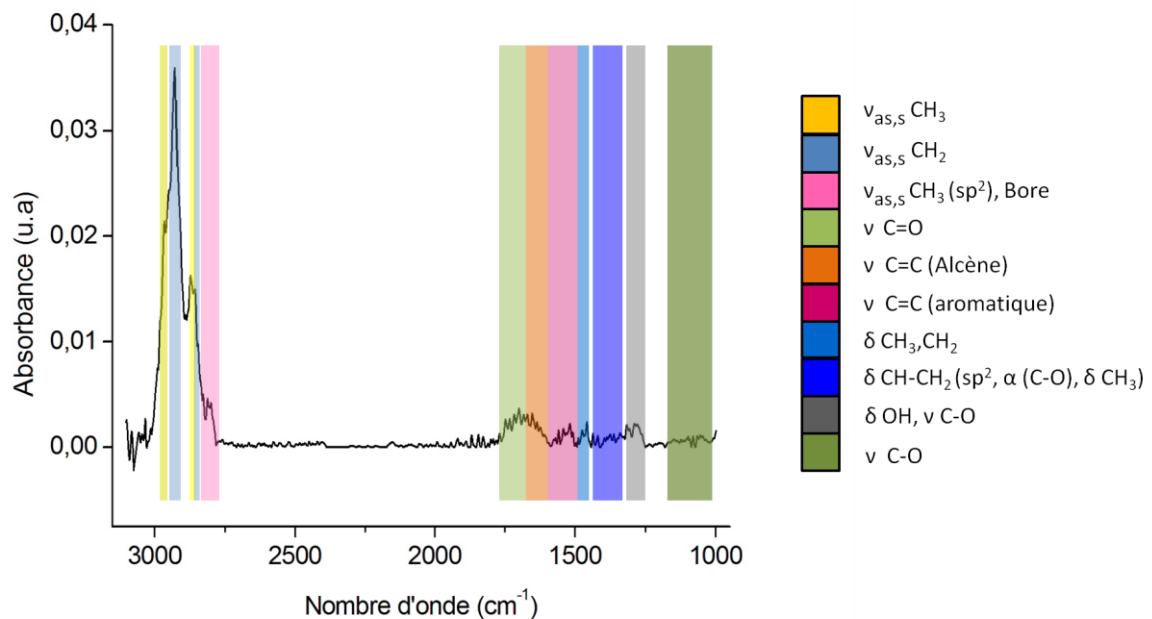 0,04
0,03
0,02
0,01
0,00
Absorbance (u.a)
3000
2500
2000
1500
1000
Nombre d'onde (cm⁻¹)
νas,s CH3
νas,s CH2
νas,s CH3 (sp²), Bore
ν C=O
ν C=C (Alcène)
ν C=C (aromatique)
δ CH3,CH2
δ CH-CH2 (sp², α (C-O), δ CH3)
δ OH, ν C-O
ν C-O